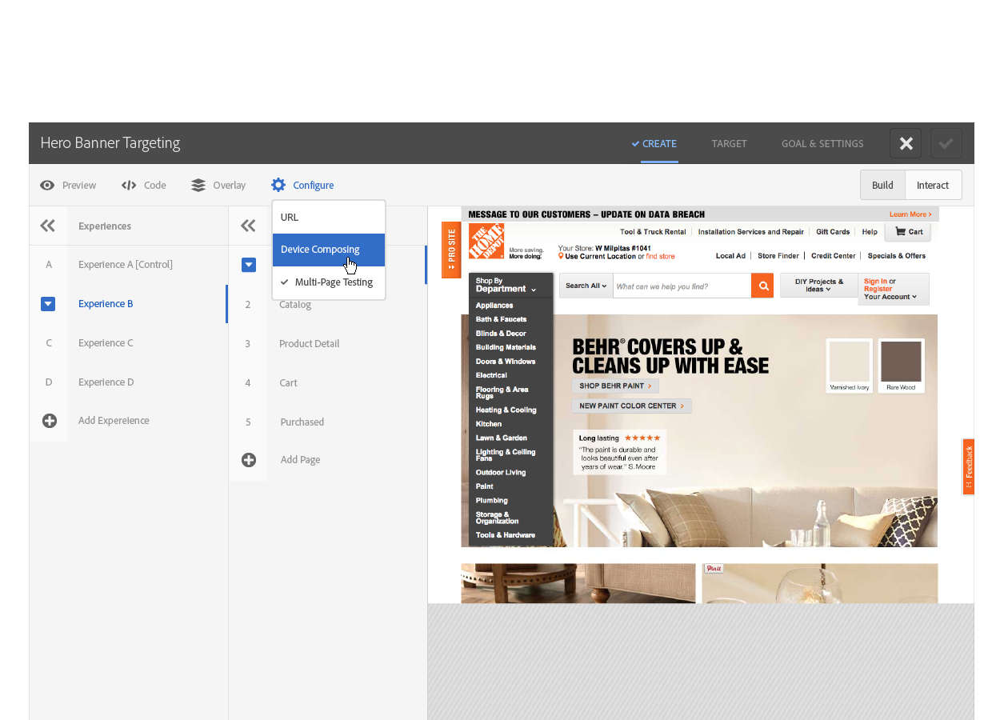 Hero Banner Targeting
CREATE
TARGET
GOAL & SETTINGS
Preview
Code
Overlay
Configure
Build
Interact
URL
Device Composing
Multi-Page Testing
Experiences
A Experience A [Control]
Experience B
C Experience C
D Experience D
Add Expereience
2 Catalog
3 Product Detail
4 Cart
5 Purchased
Add Page
MESSAGE TO OUR CUSTOMERS – UPDATE ON DATA BREACH
Learn More >
PRO SITE
THE HOME DEPOT
More saving.
More doing.
Tool & Truck Rental
Installation Services and Repair
Gift Cards
Help
Cart
Your Store: W Milpitas #1041
Use Current Location or find store
Local Ad
Store Finder
Credit Center
Specials & Offers
Shop By
Department
Search All
What can we help you find?
DIY Projects &
Ideas
Sign In or
Register
Your Account
Appliances
Bath & Faucets
Blinds & Decor
Building Materials
Doors & Windows
Electrical
Flooring & Area
Rugs
Heating & Cooling
Kitchen
Lawn & Garden
Lighting & Ceiling
Fans
Outdoor Living
Paint
Plumbing
Storage &
Organization
Tools & Hardware
BEHR® COVERS UP &
CLEANS UP WITH EASE
SHOP BEHR PAINT >
NEW PAINT COLOR CENTER >
Varnished Ivory
Rare Wood
Long lasting ★★★★★
"The paint is durable and
looks beautiful even after
years of wear." S. Moore
Feedback
Pinit